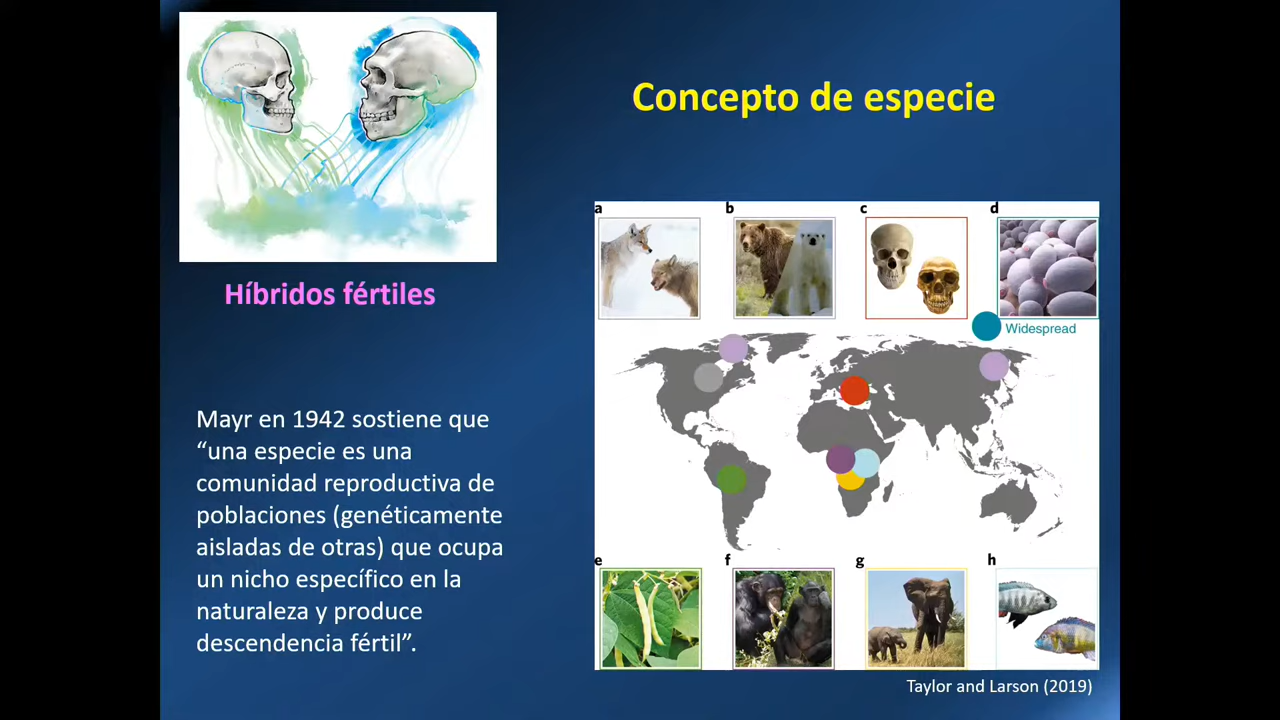 Concepto de especie
Híbridos fértiles
Mayr en 1942 sostiene que
“una especie es una
comunidad reproductiva de
poblaciones (genéticamente
aisladas de otras) que ocupa
un nicho específico en la
naturaleza y produce
descendencia fértil”.
a
b
c
d
Widespread
e
f
g
h
Taylor and Larson (2019)